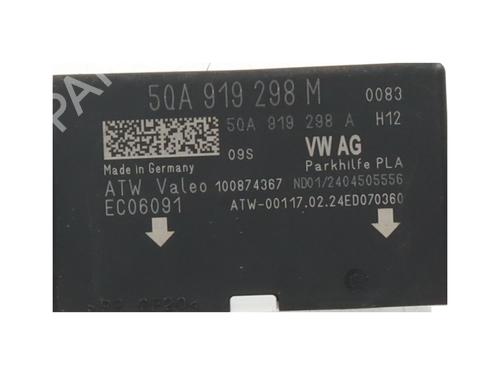 5QA 919 298 M 0083
5QA 919 298 A H12
09S VW AG
Made in Germany Parkhilfe PLA
ATW Valeo 100874367 ND01/2404505556
EC06091 ATW-00117.02.24ED070360